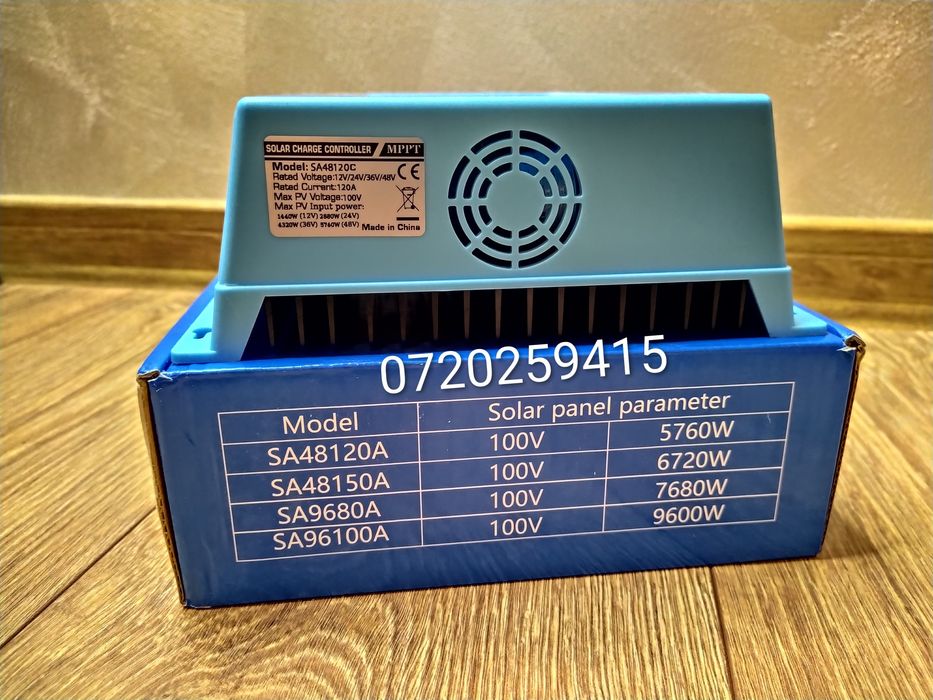 SOLAR CHARGE CONTROLLER / MPPT
Model: SA48120C
Rated Voltage:12V/24V/36V/48V
Rated Current:120A
Max PV Voltage:100V
Max PV Input power:
1440W (12V) 2880W (24V)
4320W (36V) 5760W (48V)
CE
Made in China
0720259415
Model Solar panel parameter
SA48120A 100V 5760W
SA48150A 100V 6720W
SA9680A 100V 7680W
SA96100A 100V 9600W